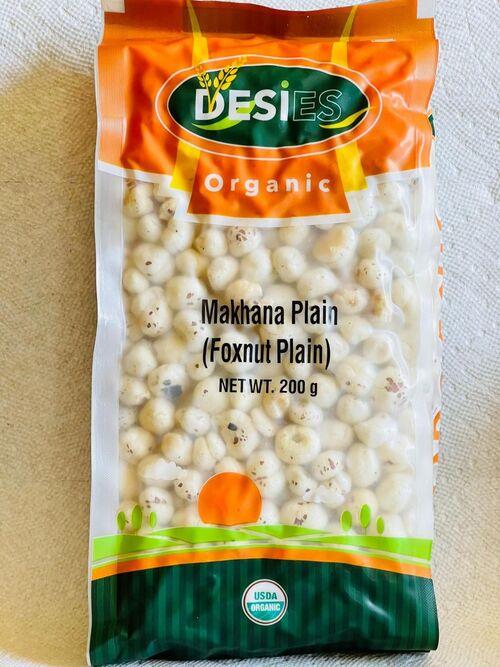 DESiES
Organic
Makhana Plain
(Foxnut Plain)
NET WT. 200 g
USDA
ORGANIC